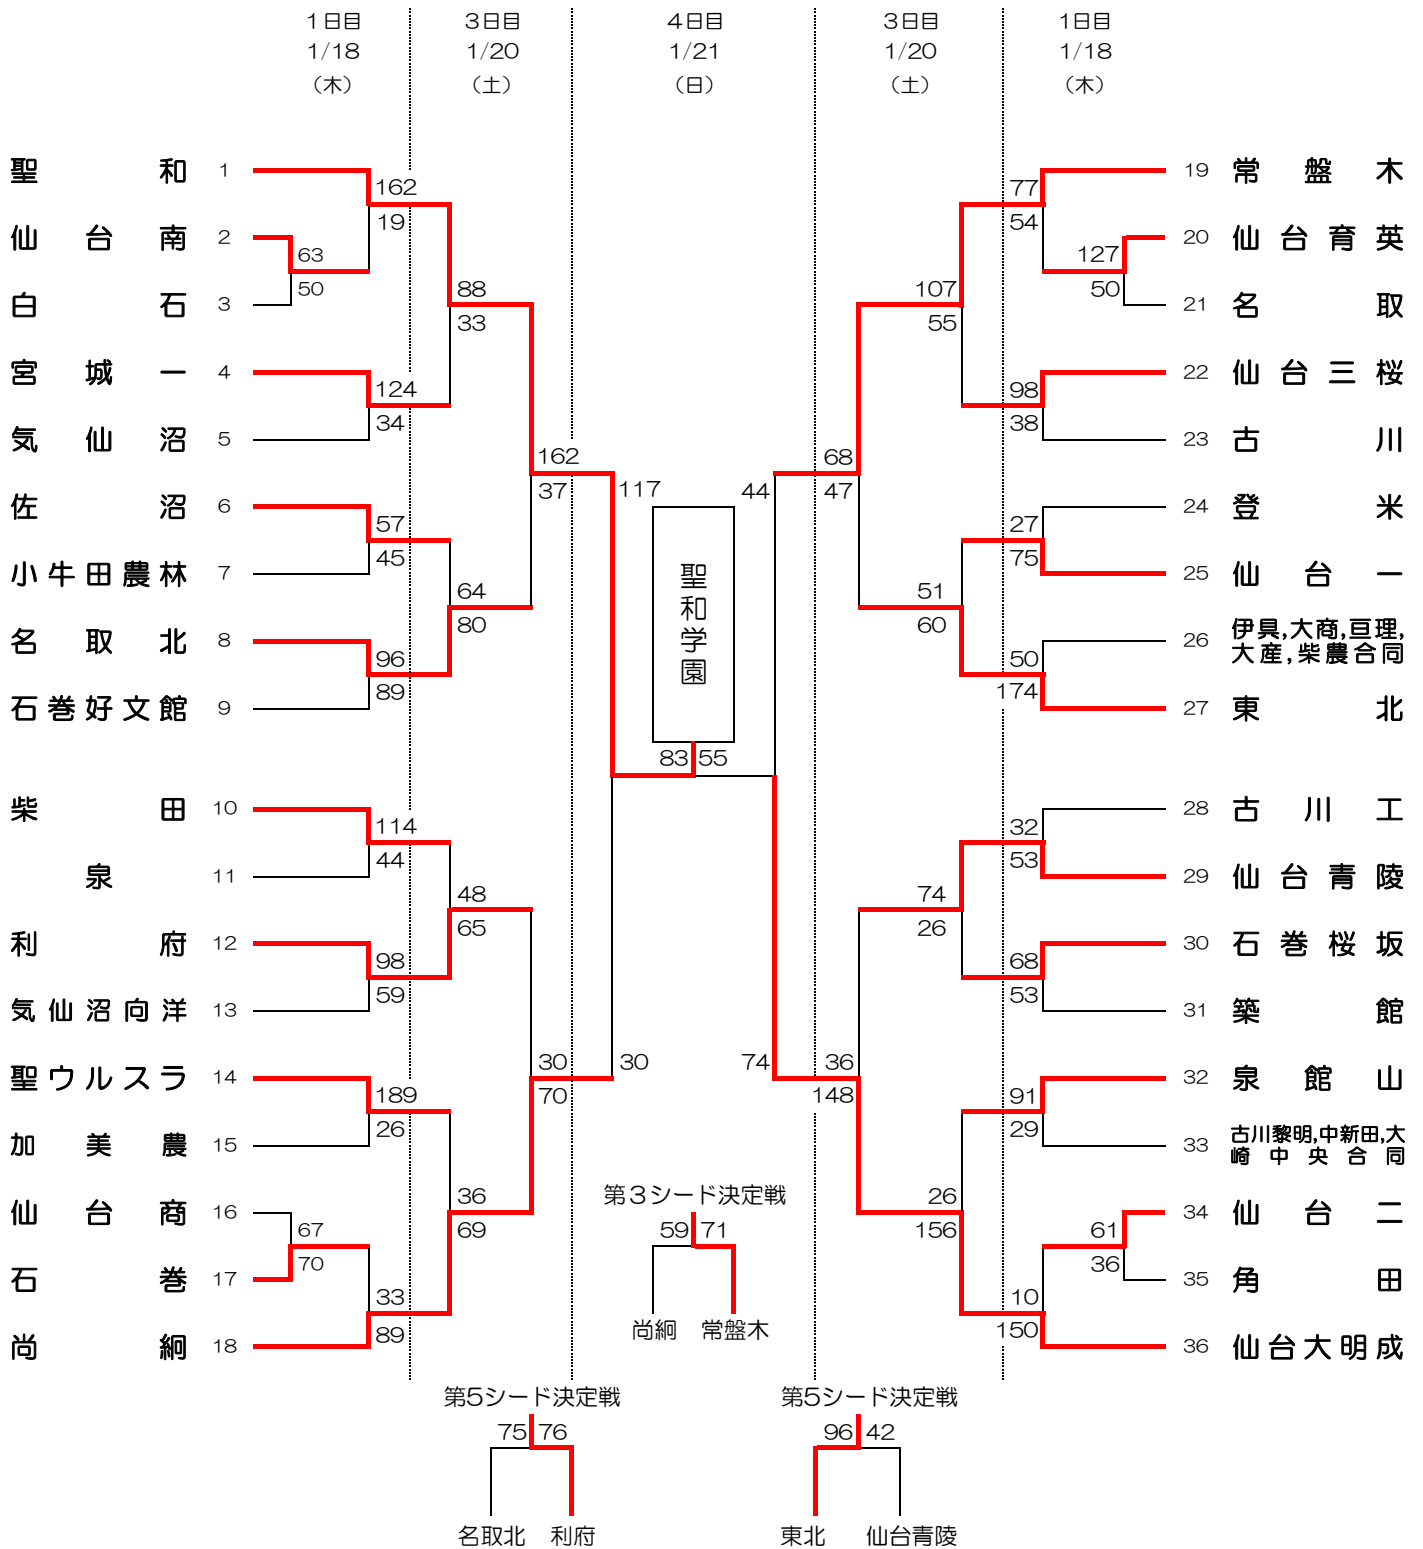 1日目 3日目 4日目 3日目 1日目
1/18 1/20 1/21 1/20 1/18
（木） （土） （日） （土） （木）
聖和 1
仙台南 2
白石 3
宮城一 4
気仙沼 5
佐沼 6
小牛田農林 7
名取北 8
石巻好文館 9
柴田 10
泉 11
利府 12
気仙沼向洋 13
聖ウルスラ 14
加美農 15
仙台商 16
石巻 17
尚絅 18
162
19
63
50
124
34
57
45
96
89
114
44
98
59
189
26
67
70
33
89
88
33
64
80
48
65
36
69
162
37
30
70
117
30
聖和学園
83 55
44
74
68
47
36
148
107
55
51
60
74
26
26
156
77
54
127
50
98
38
27
75
50
174
32
53
68
53
91
29
61
36
10
150
19 常盤木
20 仙台育英
21 名取
22 仙台三桜
23 古川
24 登米
25 仙台一
26 伊具,大商,亘理,
大産,柴農合同
27 東北
28 古川工
29 仙台青陵
30 石巻桜坂
31 築館
32 泉館山
33 古川黎明,中新田,大
崎中央合同
34 仙台二
35 角田
36 仙台大明成
第3シード決定戦
59 71
尚絅 常盤木
第5シード決定戦
75 76
名取北 利府
第5シード決定戦
96 42
東北 仙台青陵